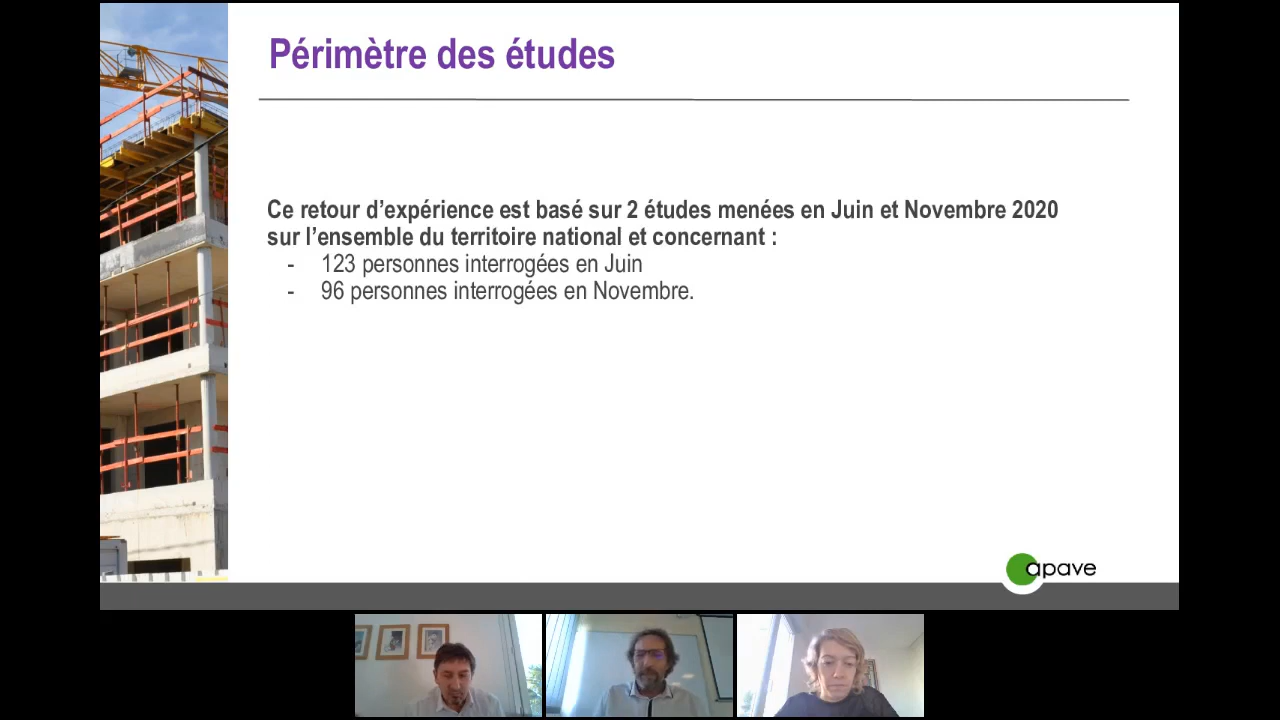 Périmètre des études
Ce retour d’expérience est basé sur 2 études menées en Juin et Novembre 2020
sur l’ensemble du territoire national et concernant :
- 123 personnes interrogées en Juin
- 96 personnes interrogées en Novembre.
apave